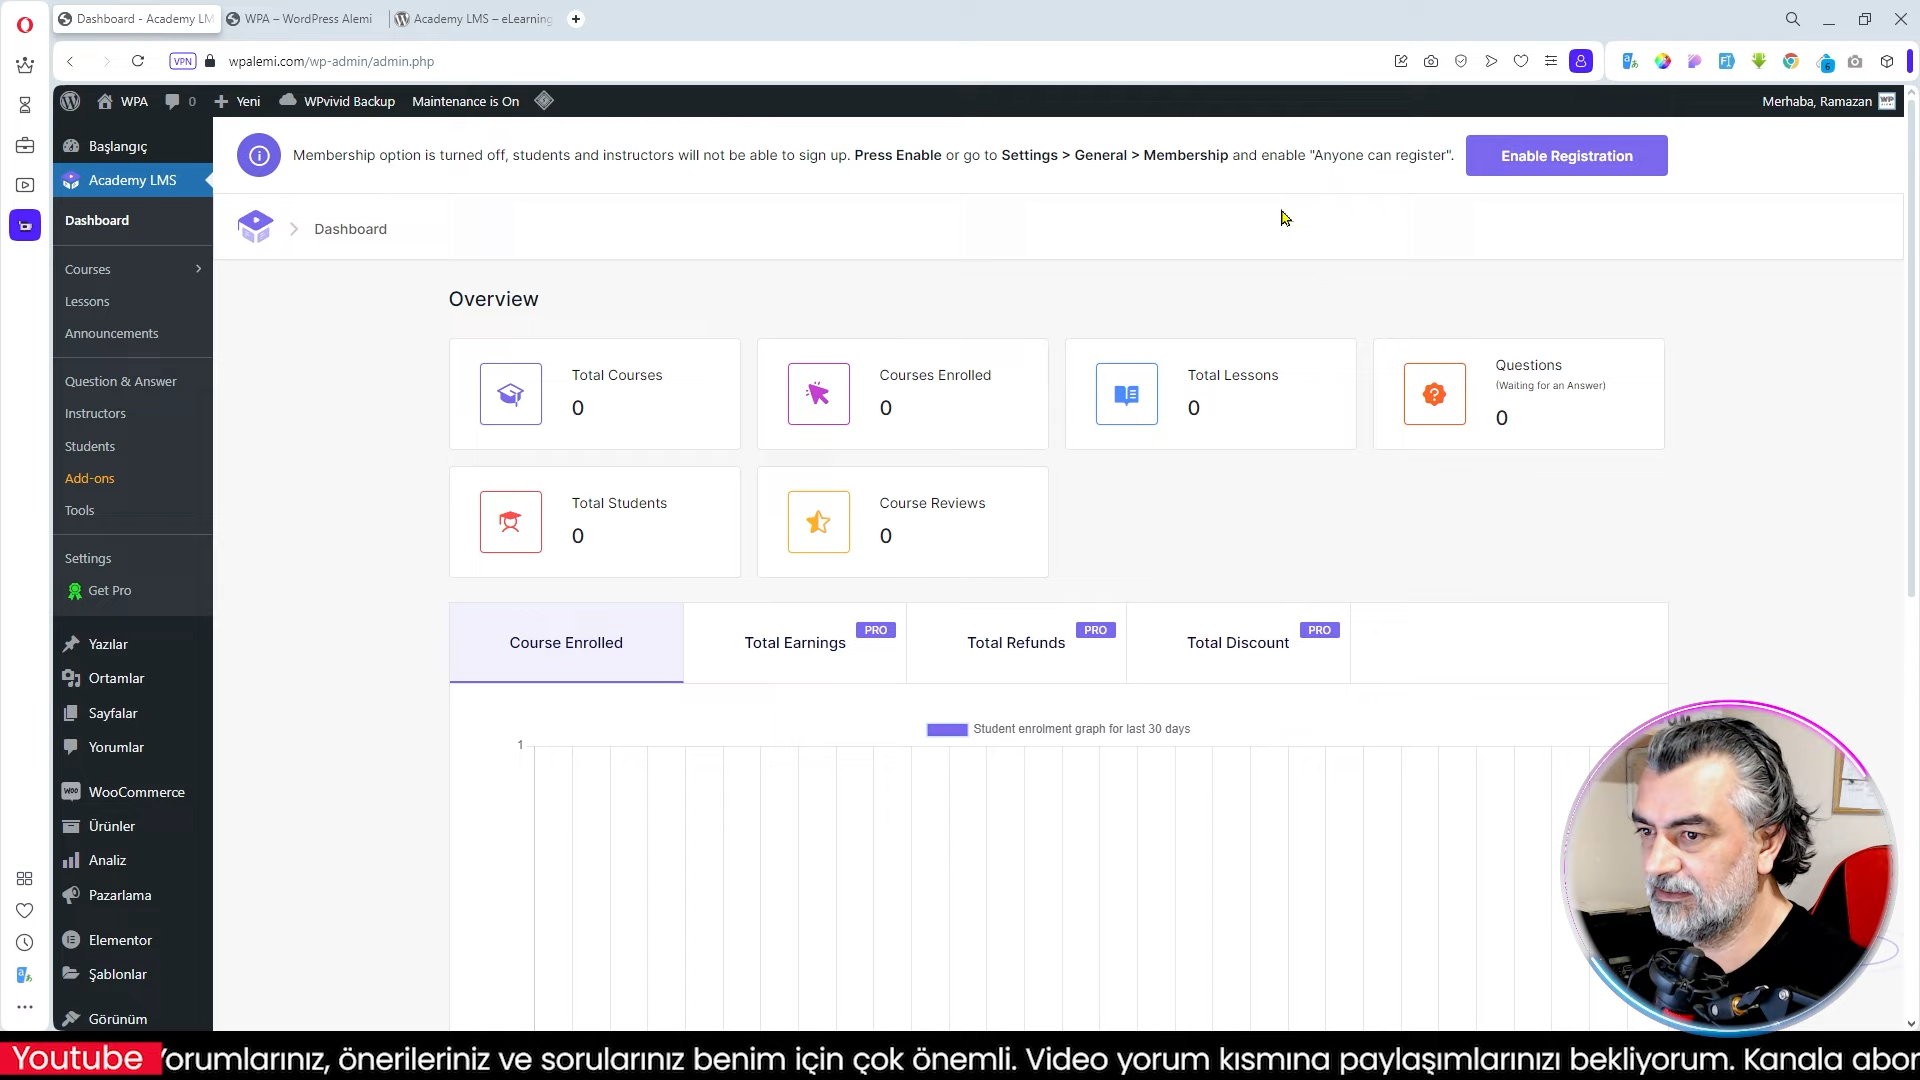 Dashboard - Academy LM
WPA – WordPress Alemi
Academy LMS – eLearning
VPN
wpalemi.com/wp-admin/admin.php
6
WPA
0
Yeni
WPvivid Backup
Maintenance is On
Merhaba, Ramazan
Başlangıç
Academy LMS
Dashboard
Courses
Lessons
Announcements
Question & Answer
Instructors
Students
Add-ons
Tools
Settings
Get Pro
Yazılar
Ortamlar
Sayfalar
Yorumlar
WooCommerce
Ürünler
Analiz
Pazarlama
Elementor
Şablonlar
Görünüm
Membership option is turned off, students and instructors will not be able to sign up. Press Enable or go to Settings > General > Membership and enable "Anyone can register".
Enable Registration
Dashboard
Overview
Total Courses
0
Courses Enrolled
0
Total Lessons
0
Questions
(Waiting for an Answer)
0
Total Students
0
Course Reviews
0
Course Enrolled
Total Earnings
PRO
Total Refunds
PRO
Total Discount
PRO
Student enrolment graph for last 30 days
1
Youtube
Yorumlarınız, önerileriniz ve sorularınız benim için çok önemli. Video yorum kısmına paylaşımlarınızı bekliyorum. Kanala abon